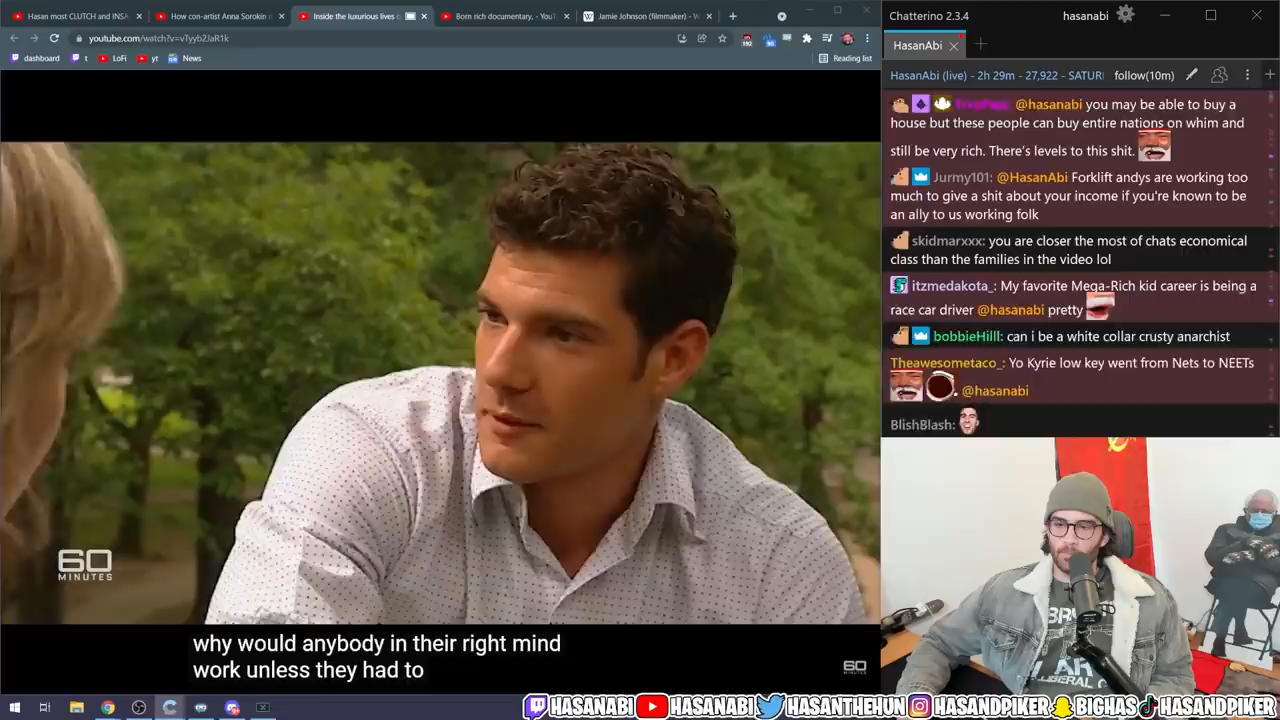 Hasan most CLUTCH and INSA
How con-artist Anna Sorokin
Inside the luxurious lives o
Born rich documentary, - YouT
Jamie Johnson (filmmaker) - W
youtube.com/watch?v=vTyyb2JaR1k
192
dashboard
t
LoFi
yt
News
Reading list
60
MINUTES
why would anybody in their right mind
work unless they had to
60
Chatterino 2.3.4
hasanabi
HasanAbi
HasanAbi (live) - 2h 29m - 27,922 - SATUR
follow(10m)
@hasanabi you may be able to buy a
house but these people can buy entire nations on whim and
still be very rich. There's levels to this shit.
Jurmy101: @HasanAbi Forklift andys are working too
much to give a shit about your income if you're known to be
an ally to us working folk
skidmarxxx: you are closer the most of chats economical
class than the families in the video lol
itzmedakota_: My favorite Mega-Rich kid career is being a
race car driver @hasanabi pretty
bobbieHilll: can i be a white collar crusty anarchist
Theawesometaco_: Yo Kyrie low key went from Nets to NEETs
@hasanabi
BlishBlash:
HASANABI
HASANABI
HASANTHEHUN
HASANDPIKER
BIGHAS
HASANDPIKER